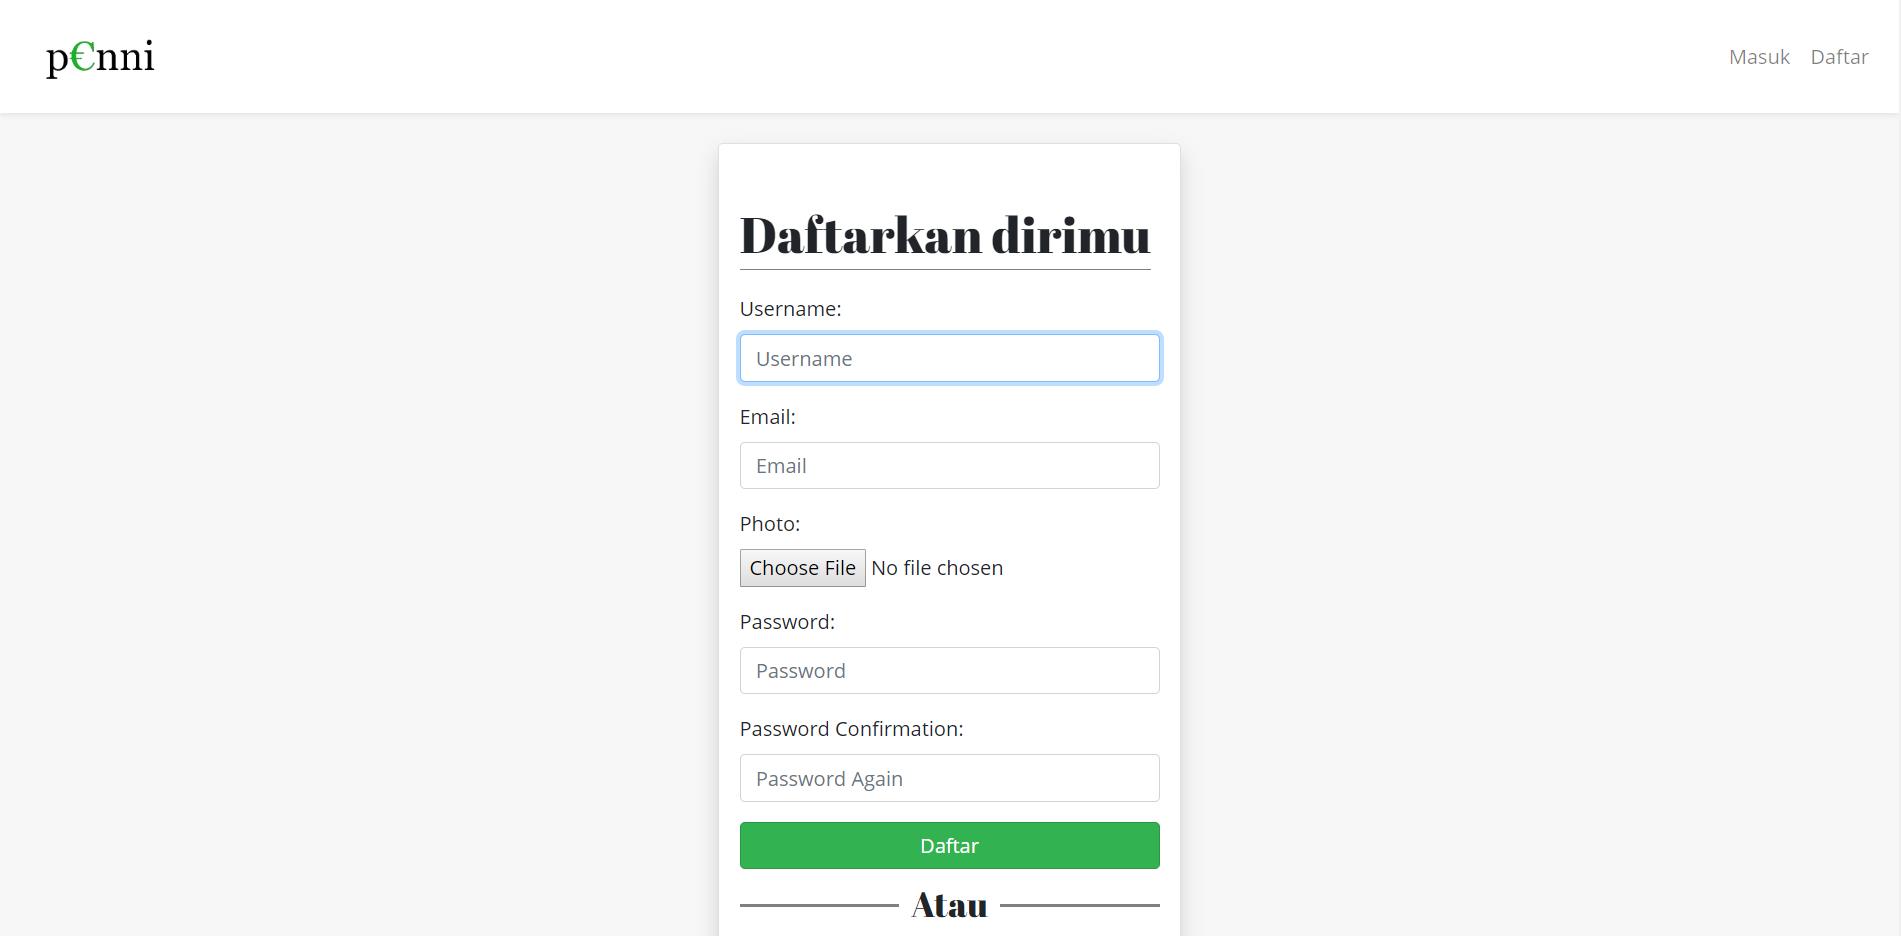 p€nni
Masuk Daftar
Daftarkan dirimu
Username:
Username
Email:
Email
Photo:
Choose File No file chosen
Password:
Password
Password Confirmation:
Password Again
Daftar
Atau